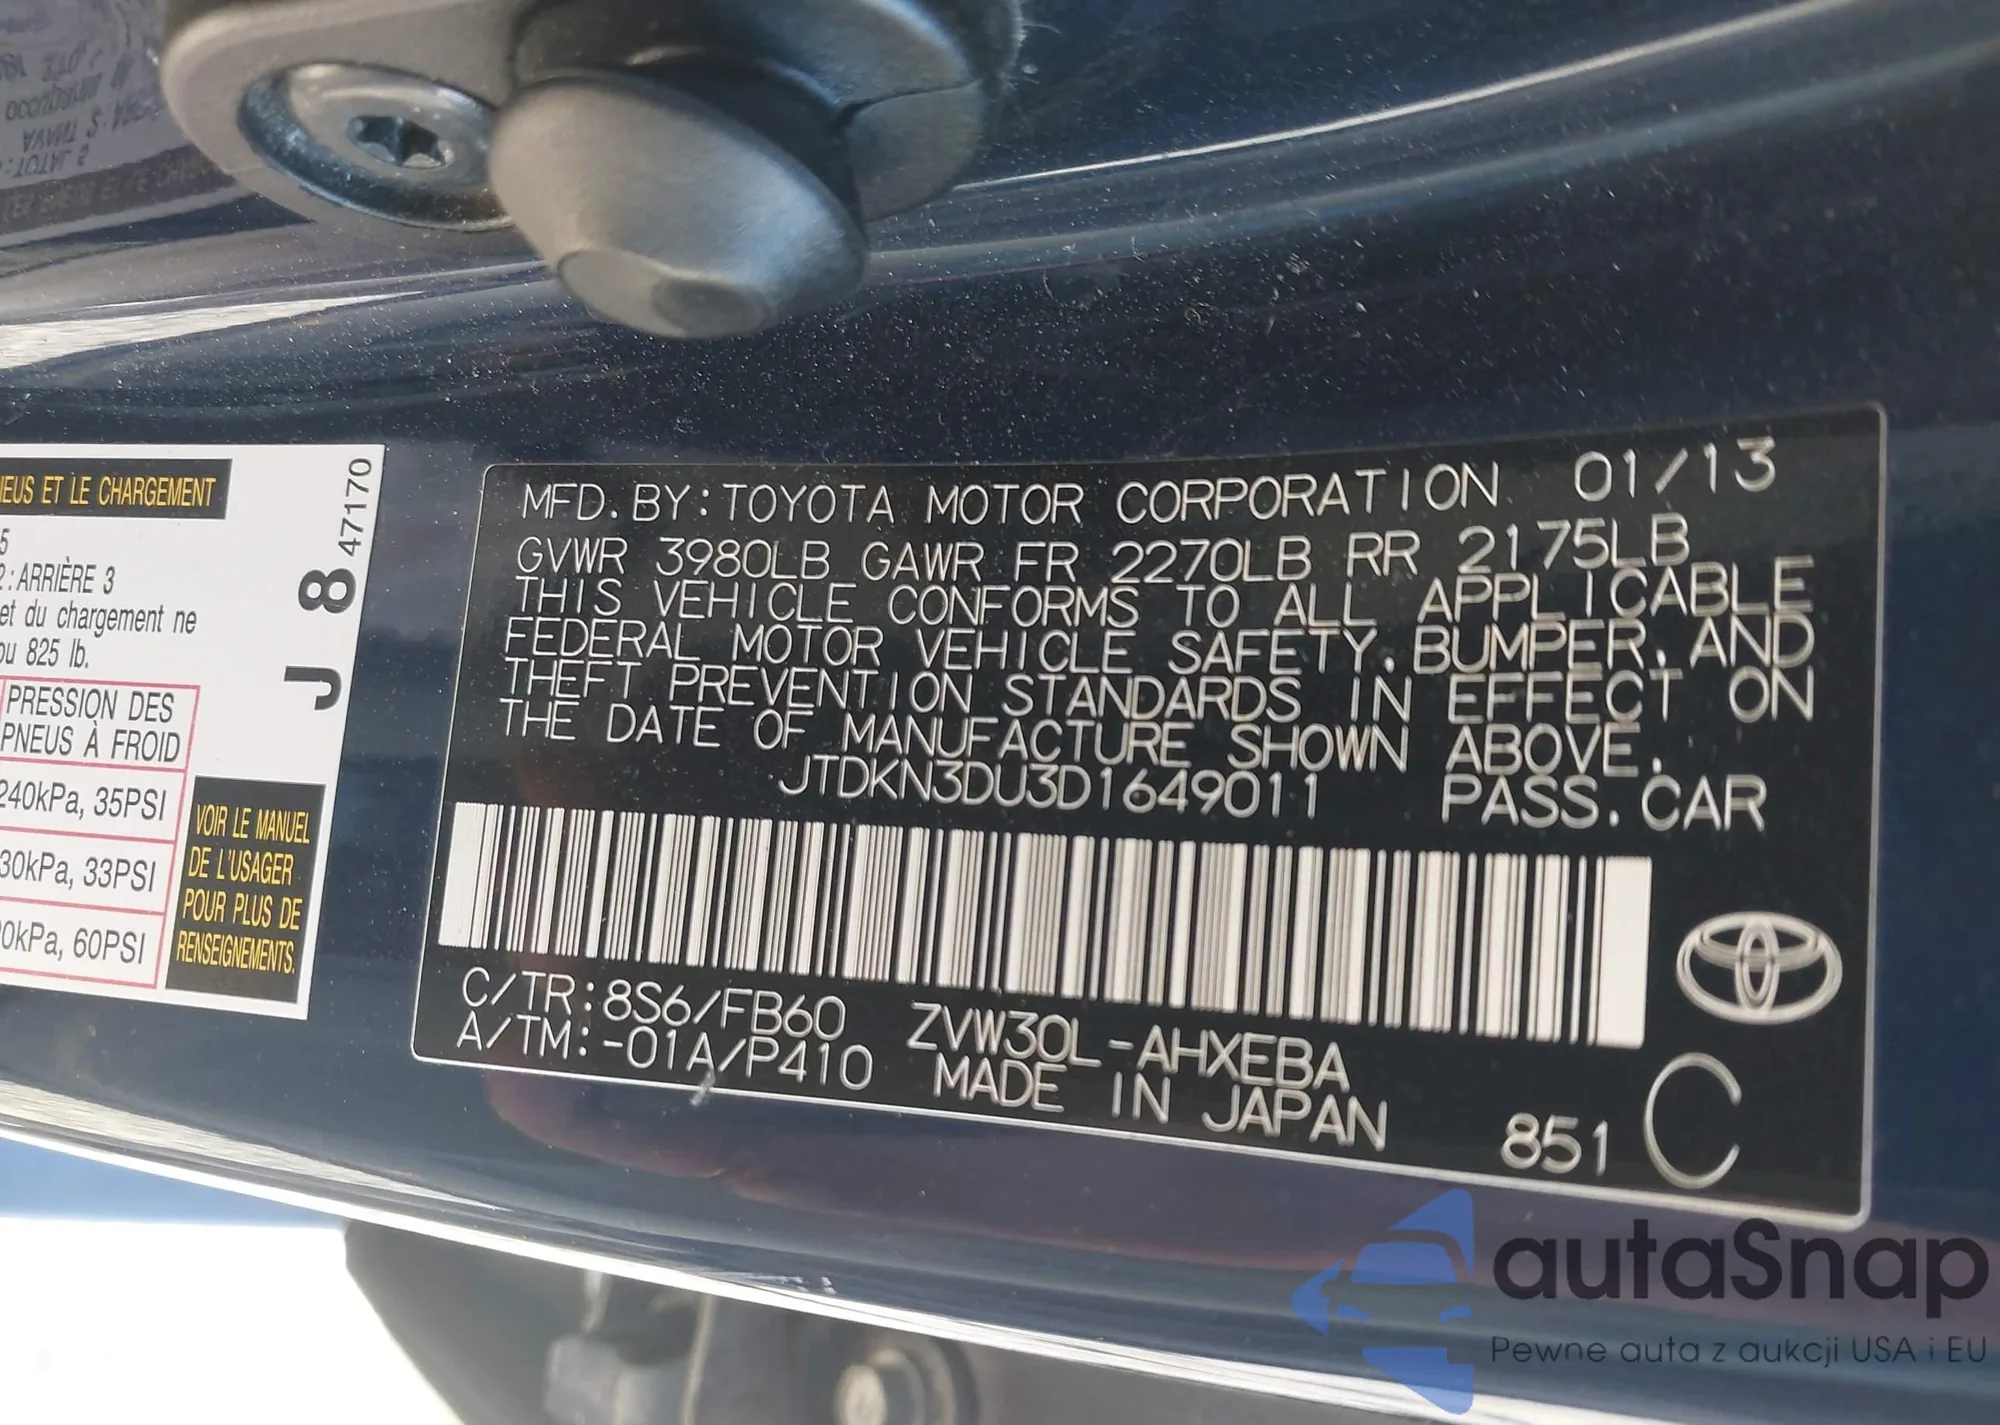 NEUS ET LE CHARGEMENT
5
2 : ARRIÈRE 3
et du chargement ne
ou 825 lb.
PRESSION DES
PNEUS À FROID
240kPa, 35PSI
30kPa, 33PSI
0kPa, 60PSI
VOIR LE MANUEL
DE L'USAGER
POUR PLUS DE
RENSEIGNEMENTS.
J 8 47170
MFD. BY: TOYOTA MOTOR CORPORATION 01/13
GVWR 3980LB GAWR FR 2270LB RR 2175LB
THIS VEHICLE CONFORMS TO ALL APPLICABLE
FEDERAL MOTOR VEHICLE SAFETY, BUMPER, AND
THEFT PREVENTION STANDARDS IN EFFECT ON
THE DATE OF MANUFACTURE SHOWN ABOVE.
JTDKN3DU3D1649011 PASS. CAR
C/TR: 8S6/FB60 ZVW30L-AHXEBA
A/TM: -01A/P410 MADE IN JAPAN
851 C
autaSnap
Pewne auta z aukcji USA i EU